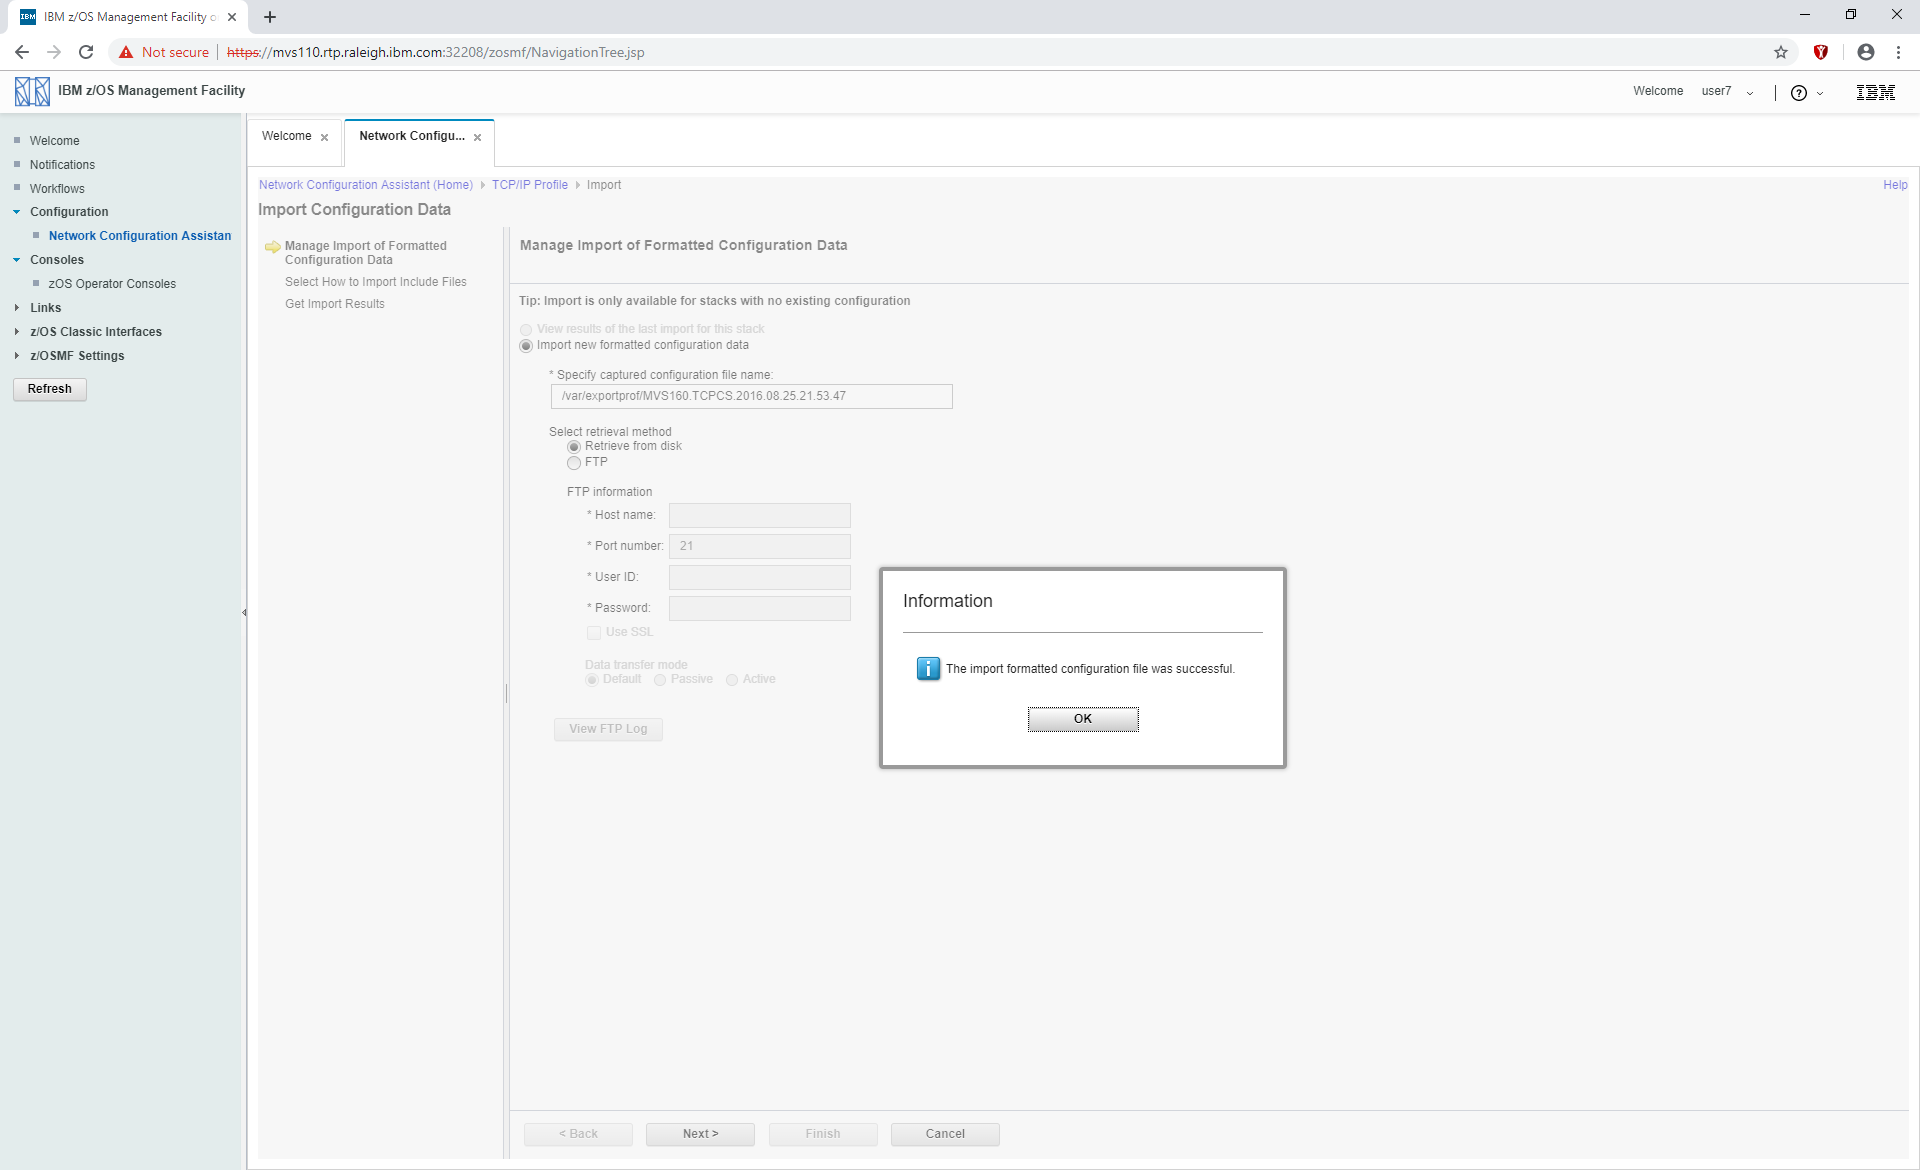 IBM z/OS Management Facility o
Not secure
https://mvs110.rtp.raleigh.ibm.com:32208/zosmf/NavigationTree.jsp
IBM z/OS Management Facility
Welcome user7
IBM
Welcome
Notifications
Workflows
Configuration
Network Configuration Assistan
Consoles
zOS Operator Consoles
Links
z/OS Classic Interfaces
z/OSMF Settings
Refresh
Welcome
Network Configu...
Network Configuration Assistant (Home) TCP/IP Profile Import
Help
Import Configuration Data
Manage Import of Formatted
Configuration Data
Select How to Import Include Files
Get Import Results
Manage Import of Formatted Configuration Data
Tip: Import is only available for stacks with no existing configuration
View results of the last import for this stack
Import new formatted configuration data
* Specify captured configuration file name:
/var/exportprof/MVS160.TCPCS.2016.08.25.21.53.47
Select retrieval method
Retrieve from disk
FTP
FTP information
* Host name:
* Port number: 21
* User ID:
* Password:
Use SSL
Data transfer mode
Default Passive Active
View FTP Log
Information
The import formatted configuration file was successful.
OK
< Back Next > Finish Cancel